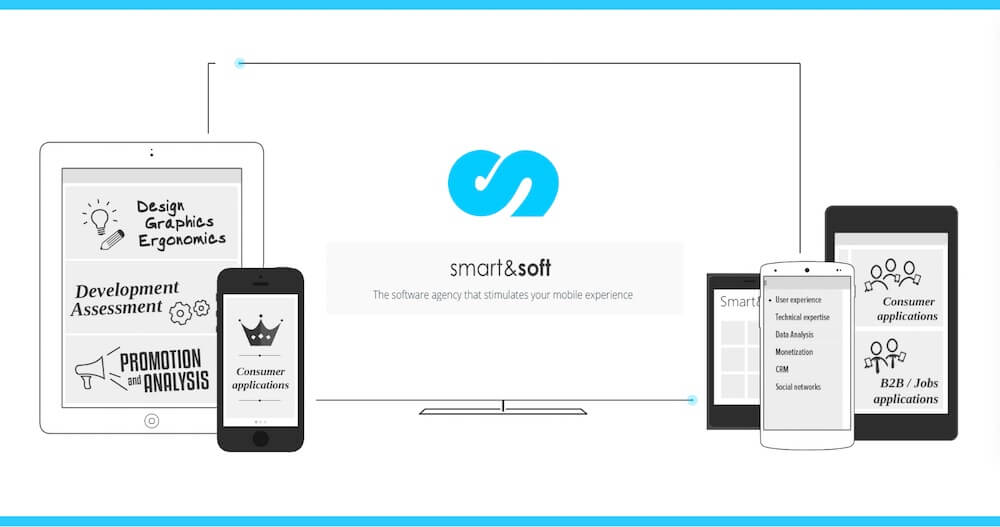 Design
Graphics
Ergonomics
Development
Assessment
PROMOTION
and ANALYSIS
Consumer
applications
smart&soft
The software agency that stimulates your mobile experience
Smart&
User experience
Technical expertise
Data Analysis
Monetization
CRM
Social networks
Consumer
applications
B2B / Jobs
applications